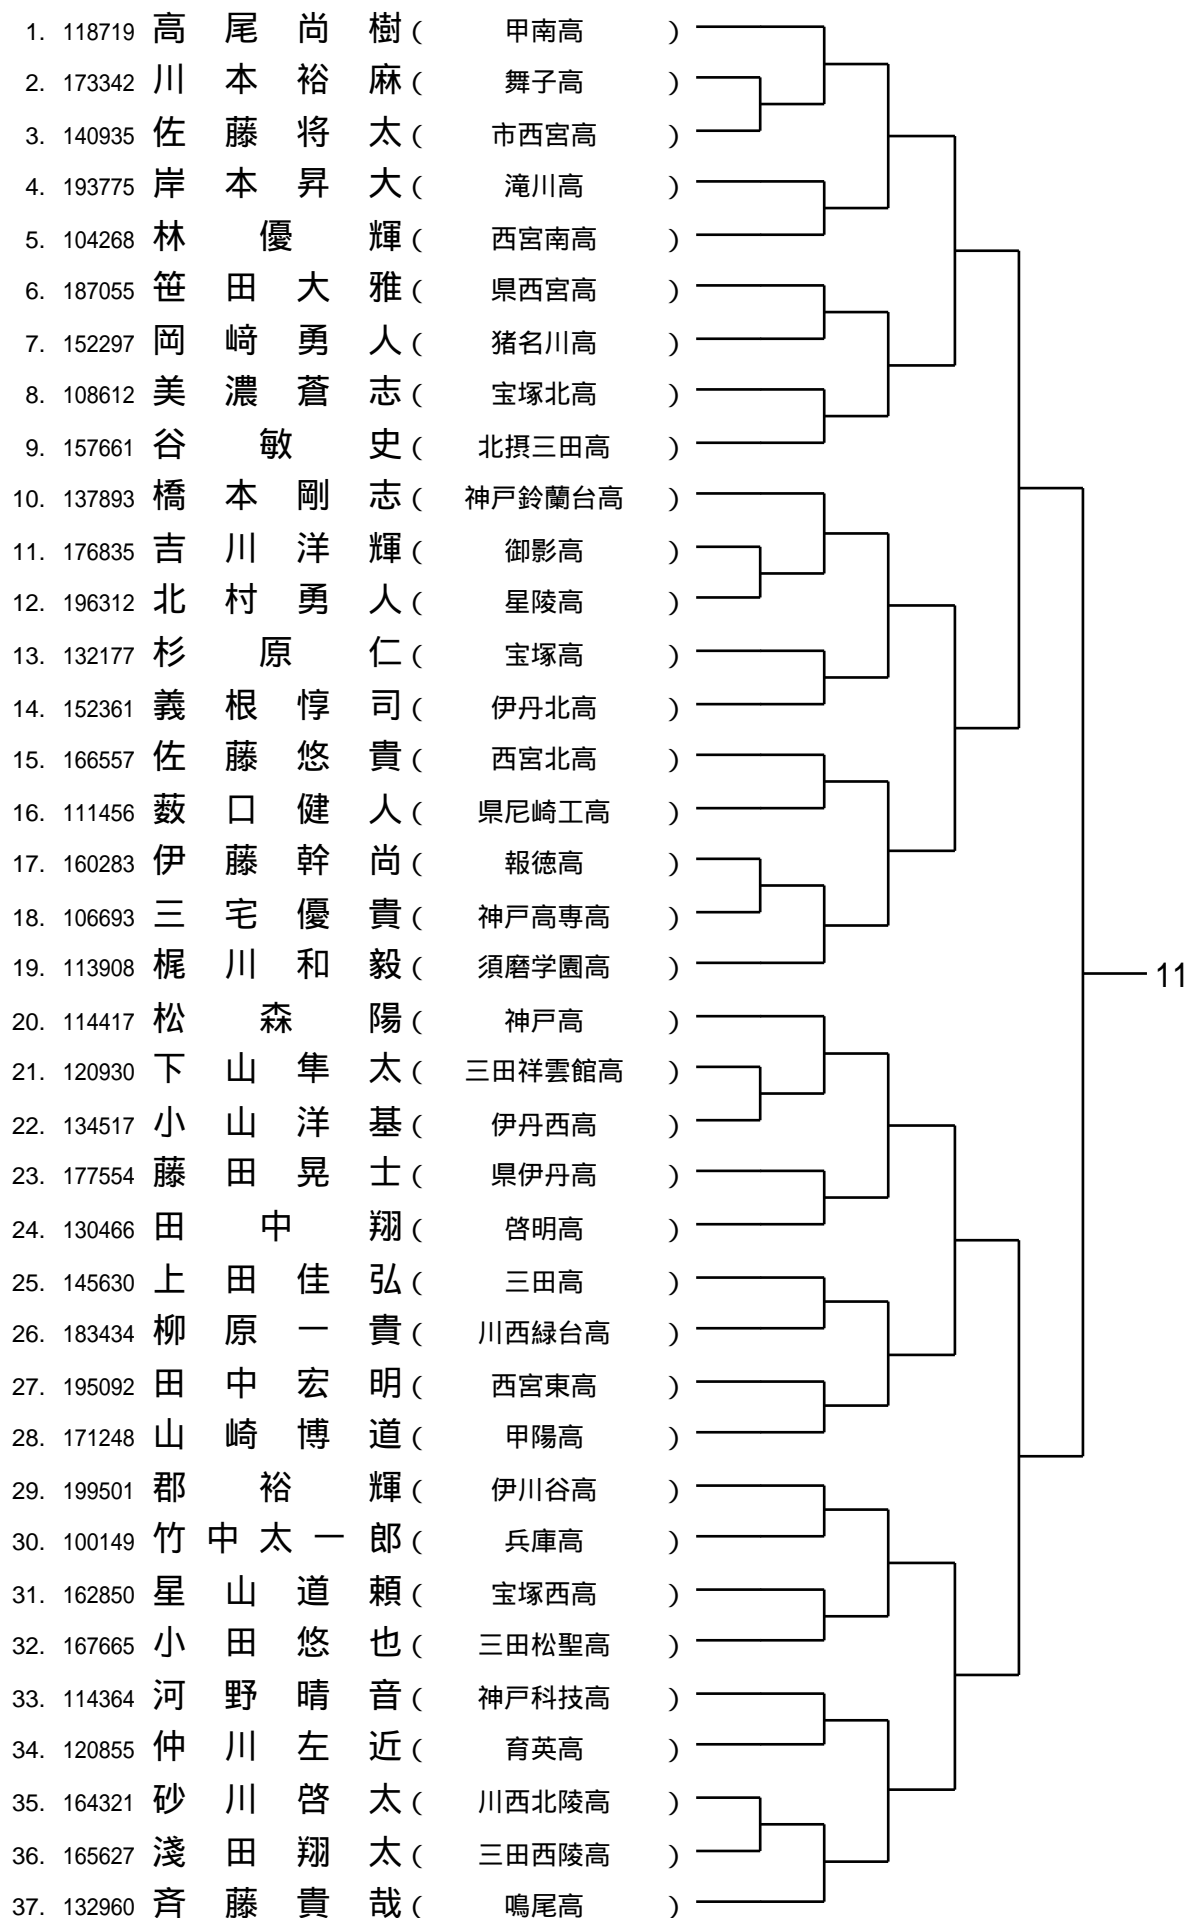 1. 118719 高尾尚樹 ( 甲南高 )
2. 173342 川本裕麻 ( 舞子高 )
3. 140935 佐藤将太 ( 市西宮高 )
4. 193775 岸本昇大 ( 滝川高 )
5. 104268 林優輝 ( 西宮南高 )
6. 187055 笹田大雅 ( 県西宮高 )
7. 152297 岡﨑勇人 ( 猪名川高 )
8. 108612 美濃蒼志 ( 宝塚北高 )
9. 157661 谷敏史 ( 北摂三田高 )
10. 137893 橋本剛志 ( 神戸鈴蘭台高 )
11. 176835 吉川洋輝 ( 御影高 )
12. 196312 北村勇人 ( 星陵高 )
13. 132177 杉原仁 ( 宝塚高 )
14. 152361 義根惇司 ( 伊丹北高 )
15. 166557 佐藤悠貴 ( 西宮北高 )
16. 111456 薮口健人 ( 県尼崎工高 )
17. 160283 伊藤幹尚 ( 報徳高 )
18. 106693 三宅優貴 ( 神戸高専高 )
19. 113908 梶川和毅 ( 須磨学園高 )
11
20. 114417 松森陽 ( 神戸高 )
21. 120930 下山隼太 ( 三田祥雲館高 )
22. 134517 小山洋基 ( 伊丹西高 )
23. 177554 藤田晃士 ( 県伊丹高 )
24. 130466 田中翔 ( 啓明高 )
25. 145630 上田佳弘 ( 三田高 )
26. 183434 柳原一貴 ( 川西緑台高 )
27. 195092 田中宏明 ( 西宮東高 )
28. 171248 山崎博道 ( 甲陽高 )
29. 199501 郡裕輝 ( 伊川谷高 )
30. 100149 竹中太一郎 ( 兵庫高 )
31. 162850 星山道頼 ( 宝塚西高 )
32. 167665 小田悠也 ( 三田松聖高 )
33. 114364 河野晴音 ( 神戸科技高 )
34. 120855 仲川左近 ( 育英高 )
35. 164321 砂川啓太 ( 川西北陵高 )
36. 165627 淺田翔太 ( 三田西陵高 )
37. 132960 斉藤貴哉 ( 鳴尾高 )